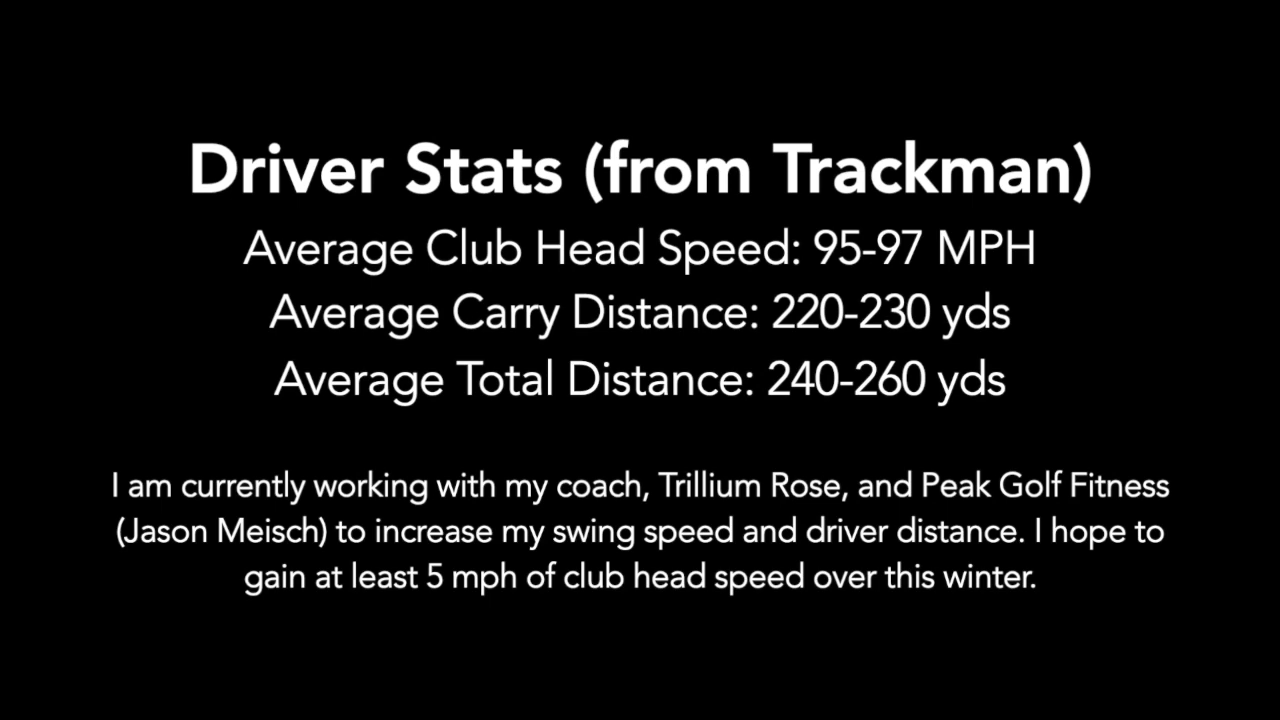 Driver Stats (from Trackman)
Average Club Head Speed: 95-97 MPH
Average Carry Distance: 220-230 yds
Average Total Distance: 240-260 yds
I am currently working with my coach, Trillium Rose, and Peak Golf Fitness
(Jason Meisch) to increase my swing speed and driver distance. I hope to
gain at least 5 mph of club head speed over this winter.